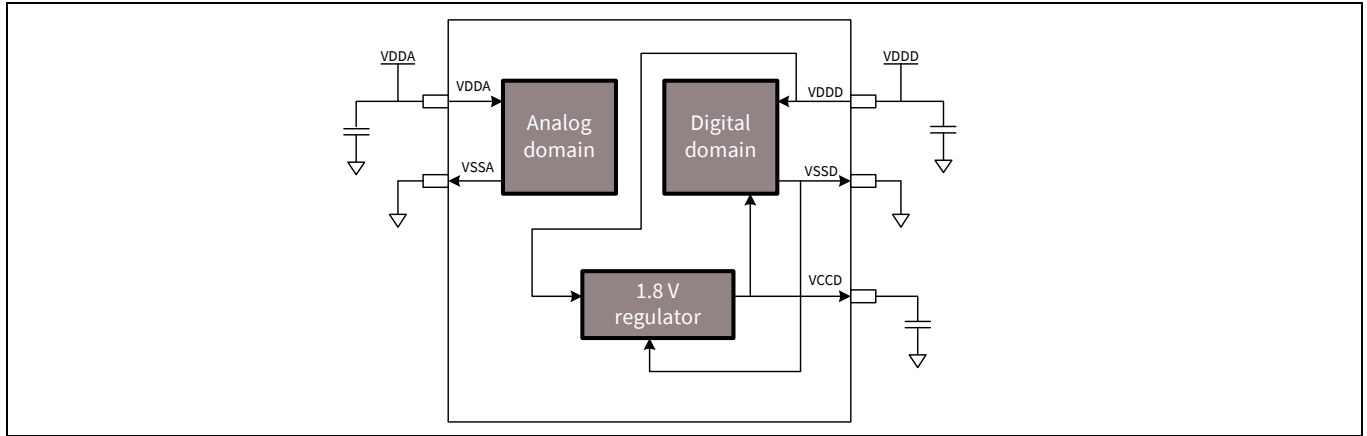 VDDA
VDDD
VDDA
Analog
domain
Digital
domain
VDDD
VSSA
VSSD
1.8 V
regulator
VCCD